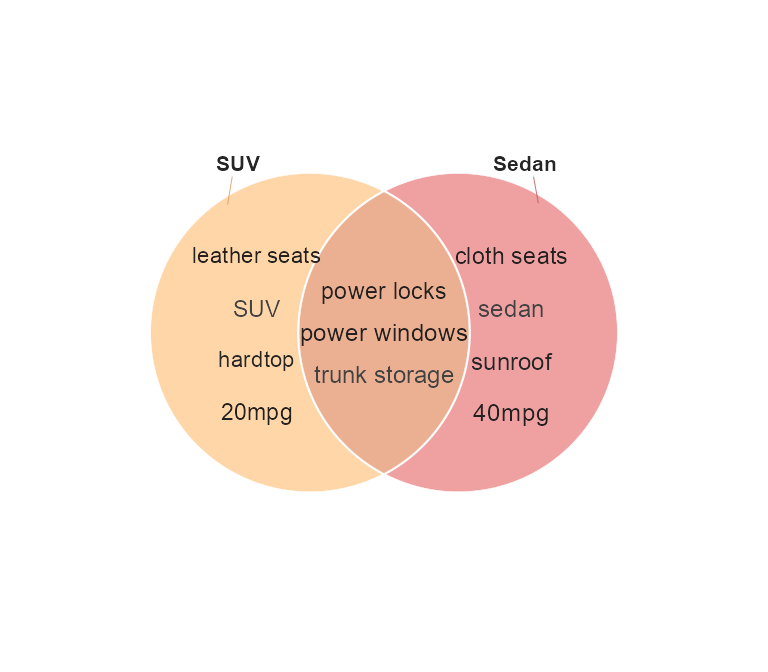 SUV
Sedan
leather seats
SUV
hardtop
20mpg
power locks
power windows
trunk storage
cloth seats
sedan
sunroof
40mpg